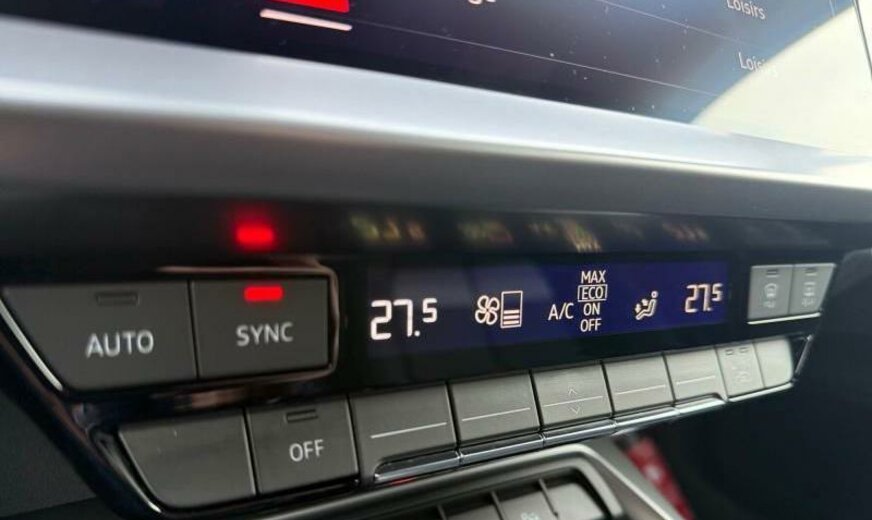 Loisirs
Loisirs
AUTO
SYNC
27.5
A/C
MAX
ECO
ON
OFF
27.5
OFF